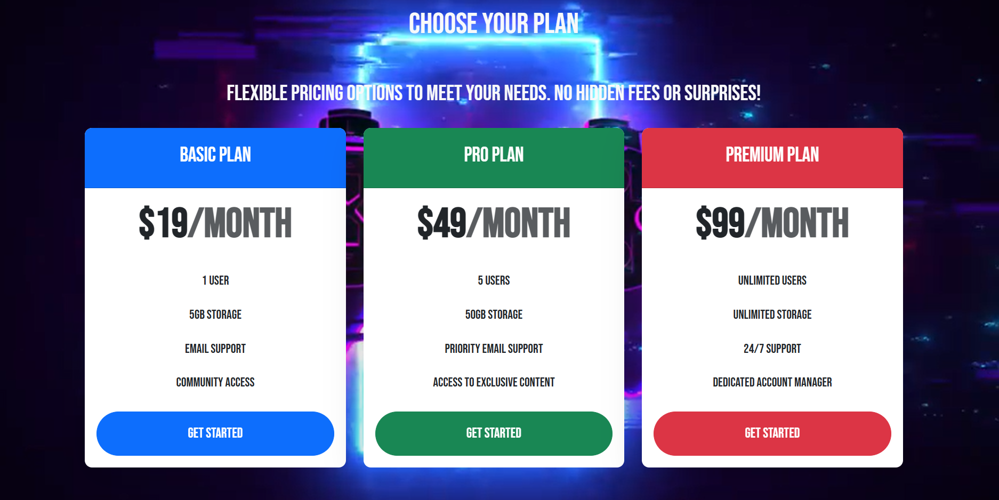 CHOOSE YOUR PLAN
FLEXIBLE PRICING OPTIONS TO MEET YOUR NEEDS. NO HIDDEN FEES OR SURPRISES!
BASIC PLAN
$19/MONTH
1 USER
5GB STORAGE
EMAIL SUPPORT
COMMUNITY ACCESS
GET STARTED
PRO PLAN
$49/MONTH
5 USERS
50GB STORAGE
PRIORITY EMAIL SUPPORT
ACCESS TO EXCLUSIVE CONTENT
GET STARTED
PREMIUM PLAN
$99/MONTH
UNLIMITED USERS
UNLIMITED STORAGE
24/7 SUPPORT
DEDICATED ACCOUNT MANAGER
GET STARTED